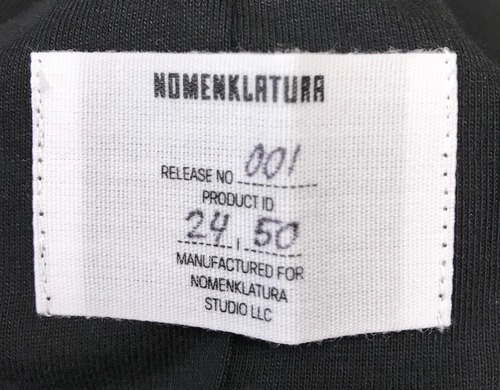 NOMENKLATURA
RELEASE NO 001
PRODUCT ID
24 | 50
MANUFACTURED FOR
NOMENKLATURA
STUDIO LLC